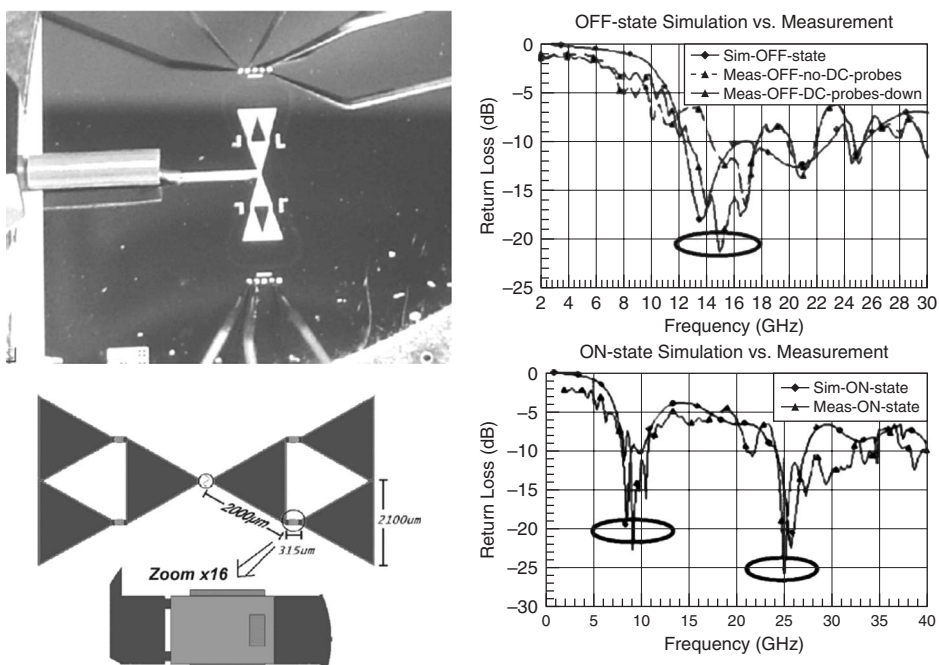 OFF-state Simulation vs. Measurement
Return Loss (dB)
0
−5
−10
−15
−20
−25
Sim-OFF-state
Meas-OFF-no-DC-probes
Meas-OFF-DC-probes-down
2 4 6 8 10 12 14 16 18 20 22 24 26 28 30
Frequency (GHz)
ON-state Simulation vs. Measurement
Return Loss (dB)
0
−5
−10
−15
−20
−25
−30
Sim-ON-state
Meas-ON-state
0 5 10 15 20 25 30 35 40
Frequency (GHz)
2000µm
2100um
315um
Zoom x16